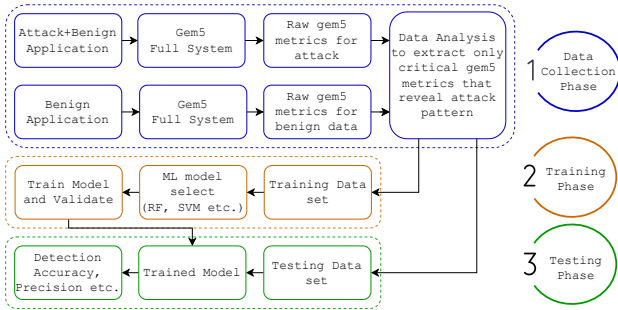 Attack+Benign
Application
Gem5
Full System
Raw gem5
metrics for
attack
Data Analysis
to extract only
critical gem5
metrics that
reveal attack
pattern
Benign
Application
Gem5
Full System
Raw gem5
metrics for
benign data
1
Data
Collection
Phase
Train Model
and Validate
ML model
select
(RF, SVM etc.)
Training Data
set
2
Training
Phase
Detection
Accuracy,
Precision etc.
Trained Model
Testing Data
set
3
Testing
Phase